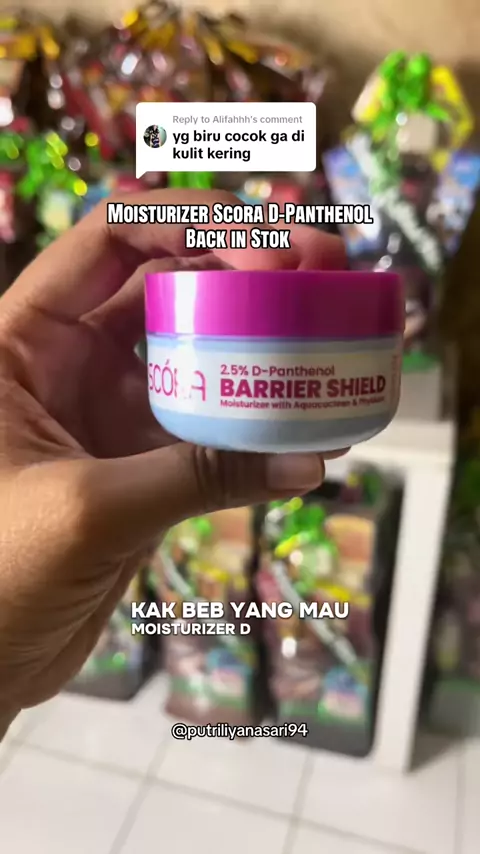 Reply to Alifahhh's comment
yg biru cocok ga di
kulit kering
MOISTURIZER SCORA D-PANTHENOL
BACK IN STOK
SCÓRA
2.5% D-Panthenol
BARRIER SHIELD
Moisturizer with Aquacacteen &
KAK BEB YANG MAU
MOISTURIZER D
@putriliyanasari94